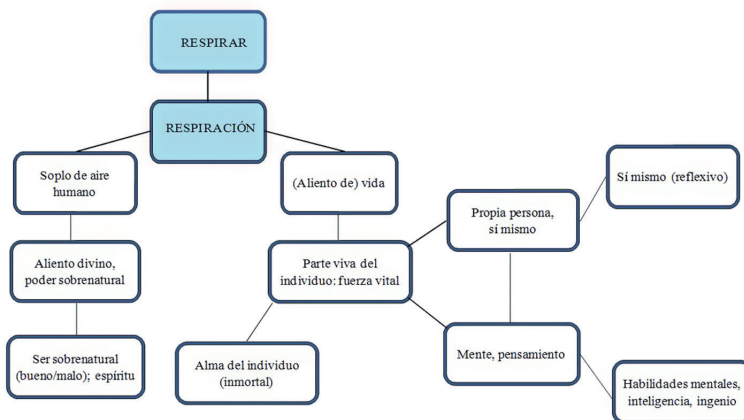 RESPIRAR
RESPIRACIÓN
Soplo de aire
humano
(Aliento de) vida
Propia persona,
sí mismo
Sí mismo (reflexivo)
Aliento divino,
poder sobrenatural
Parte viva del
individuo: fuerza vital
Ser sobrenatural
(bueno/malo); espíritu
Alma del individuo
(inmortal)
Mente, pensamiento
Habilidades mentales,
inteligencia, ingenio